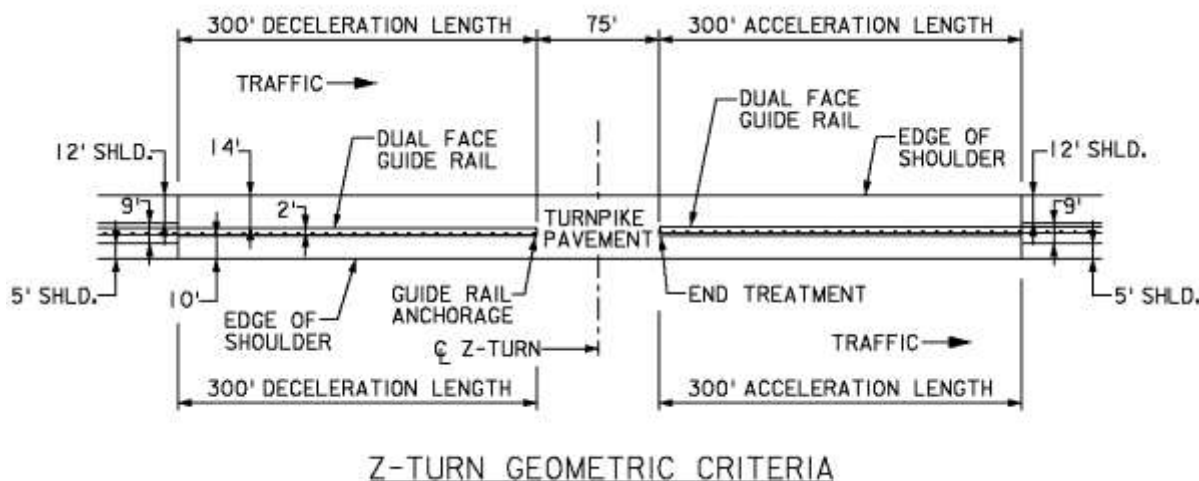 300' DECELERATION LENGTH
75'
300' ACCELERATION LENGTH
TRAFFIC
DUAL FACE
GUIDE RAIL
DUAL FACE
GUIDE RAIL
EDGE OF
SHOULDER
12' SHLD.
14'
12' SHLD.
9'
2'
TURNPIKE
PAVEMENT
9'
5' SHLD.
10'
GUIDE RAIL
ANCHORAGE
END TREATMENT
5' SHLD.
EDGE OF
SHOULDER
℄ Z-TURN
TRAFFIC
300' DECELERATION LENGTH
300' ACCELERATION LENGTH
Z-TURN GEOMETRIC CRITERIA